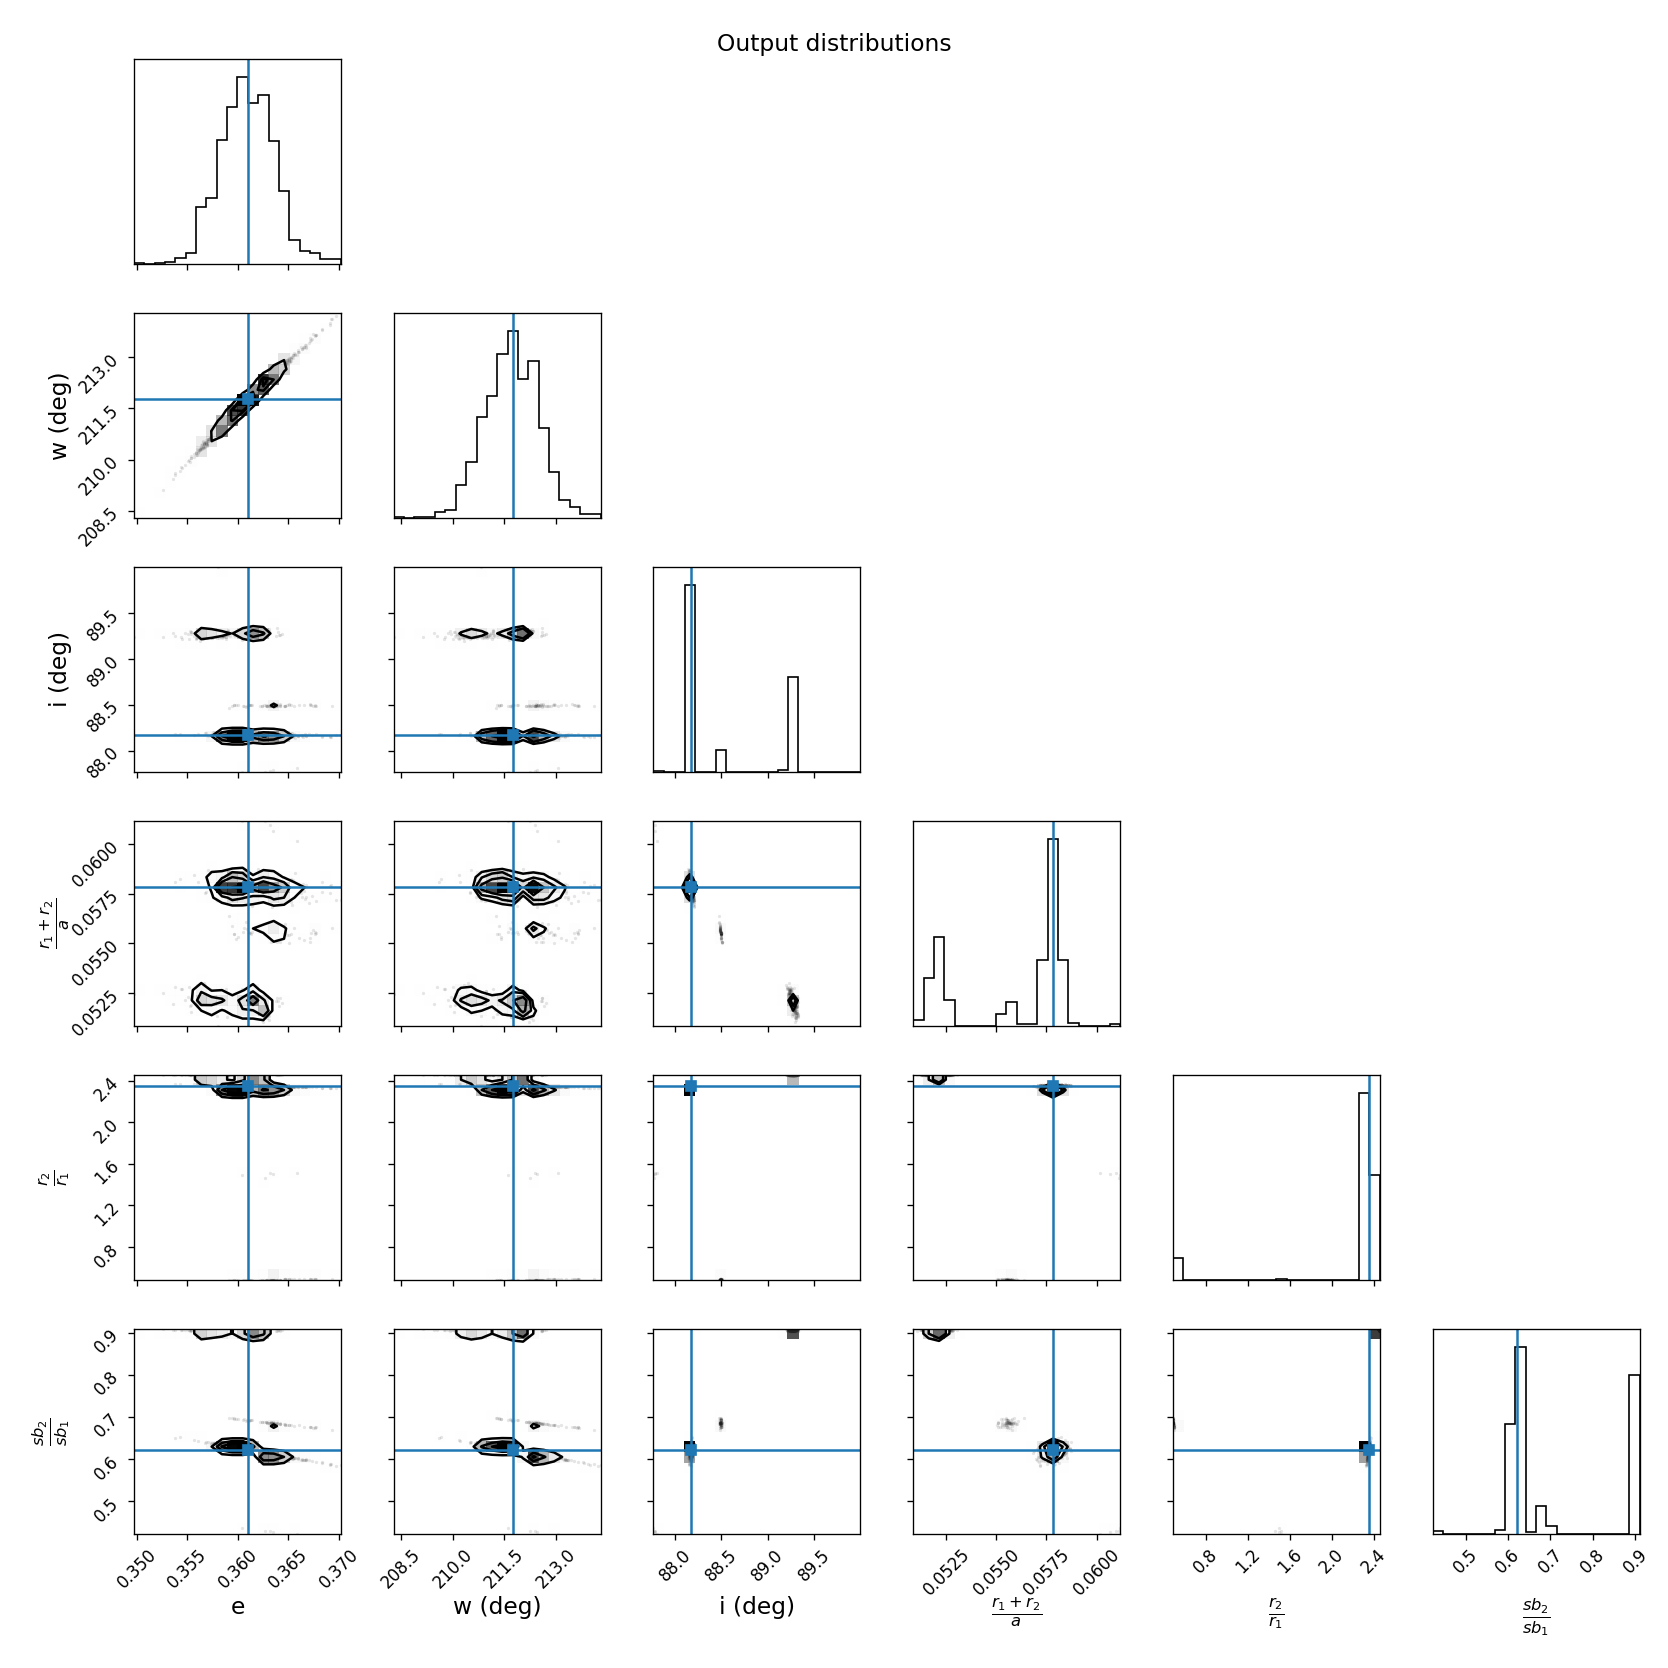 Output distributions
w (deg)
213.0
211.5
210.0
208.5
i (deg)
89.5
89.0
88.5
88.0
r1 + r2
a
0.0600
0.0575
0.0550
0.0525
r2
r1
2.4
2.0
1.6
1.2
0.8
sb2
sb1
0.9
0.8
0.7
0.6
0.5
0.350 0.355 0.360 0.365 0.370
208.5 210.0 211.5 213.0
88.0 88.5 89.0 89.5
0.0525 0.0550 0.0575 0.0600
0.8 1.2 1.6 2.0 2.4
0.5 0.6 0.7 0.8 0.9
e
w (deg)
i (deg)
r1 + r2
a
r2
r1
sb2
sb1